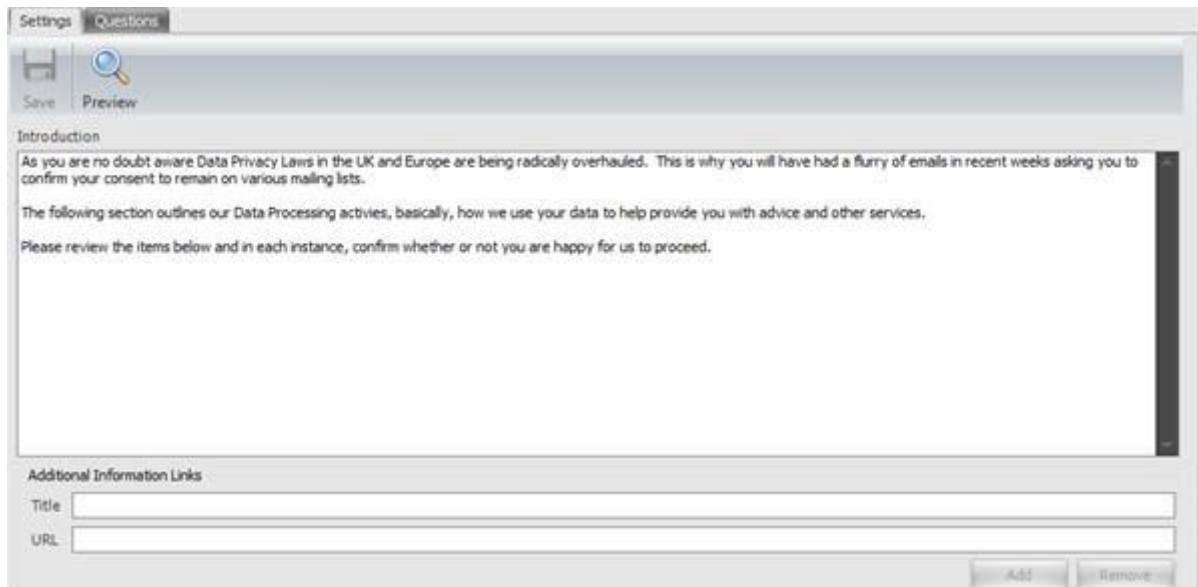 Settings Questions
Save Preview
Introduction
As you are no doubt aware Data Privacy Laws in the UK and Europe are being radically overhauled. This is why you will have had a flurry of emails in recent weeks asking you to
confirm your consent to remain on various mailing lists.
The following section outlines our Data Processing activies, basically, how we use your data to help provide you with advice and other services.
Please review the items below and in each instance, confirm whether or not you are happy for us to proceed.
Additional Information Links
Title
URL
Add Remove